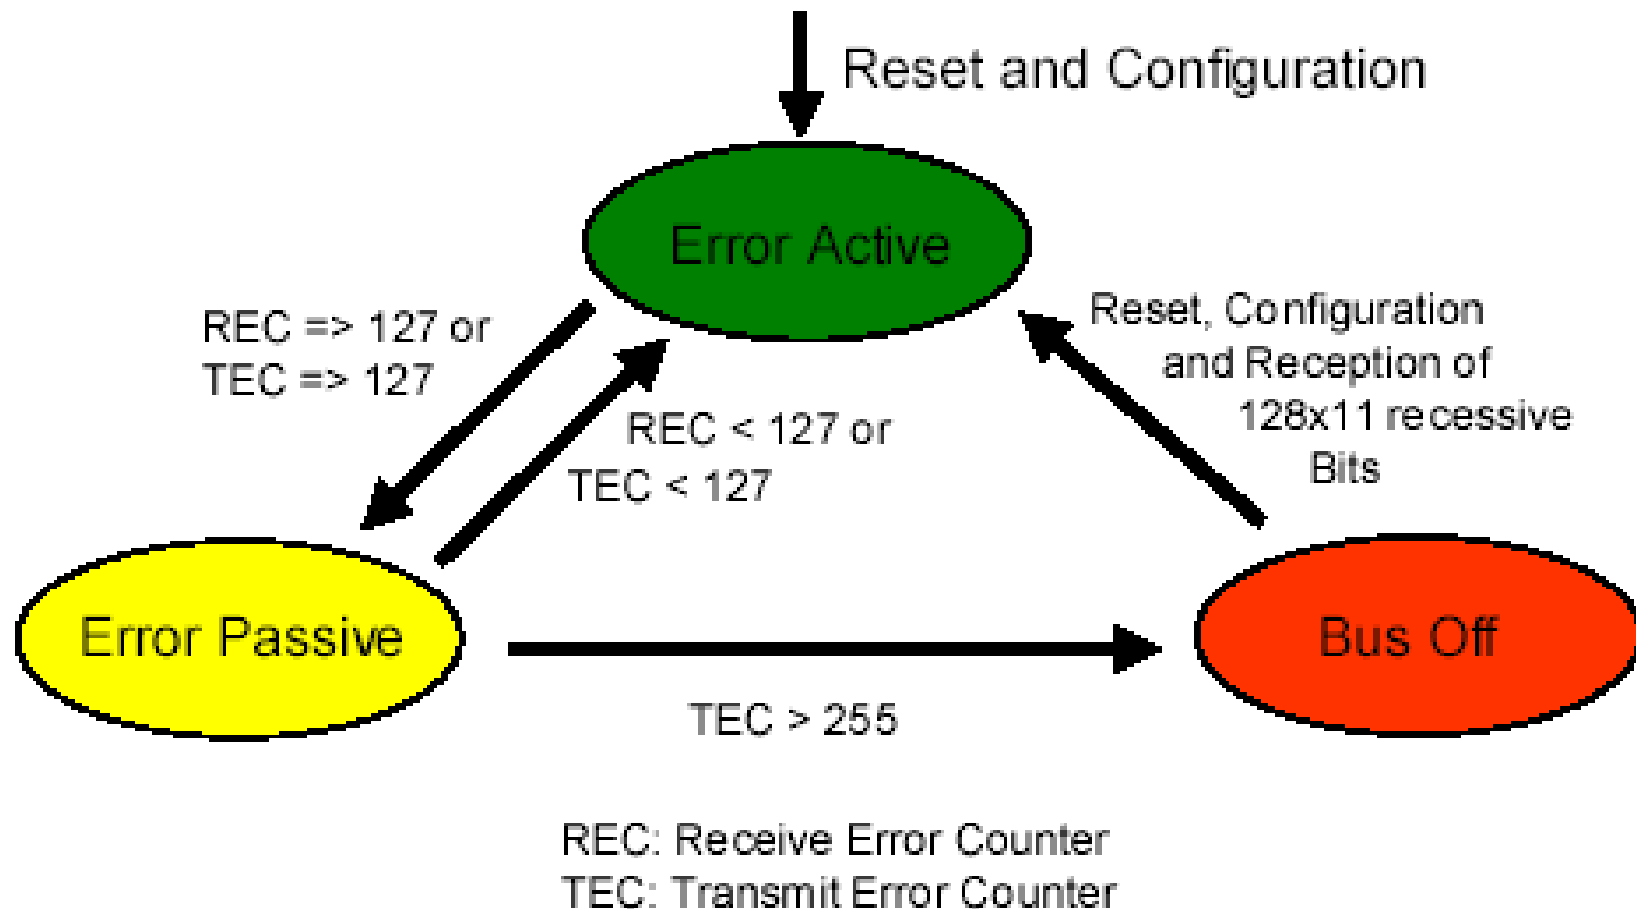 Reset and Configuration
Error Active
REC => 127 or
TEC => 127
REC < 127 or
TEC < 127
Reset, Configuration
and Reception of
128x11 recessive
Bits
Error Passive
Bus Off
TEC > 255
REC: Receive Error Counter
TEC: Transmit Error Counter